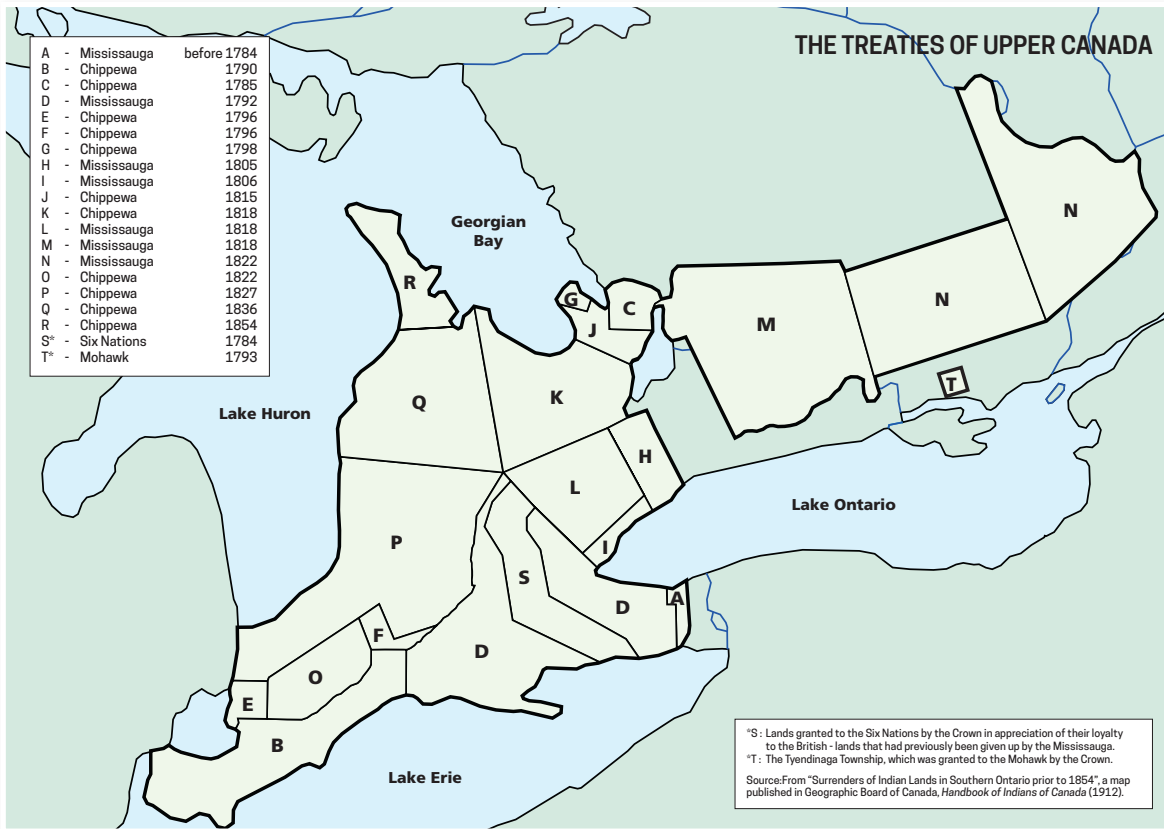 THE TREATIES OF UPPER CANADA
A - Mississauga before 1784
B - Chippewa 1790
C - Chippewa 1785
D - Mississauga 1792
E - Chippewa 1796
F - Chippewa 1796
G - Chippewa 1798
H - Mississauga 1805
I - Mississauga 1806
J - Chippewa 1815
K - Chippewa 1818
L - Mississauga 1818
M - Mississauga 1818
N - Mississauga 1822
O - Chippewa 1822
P - Chippewa 1827
Q - Chippewa 1836
R - Chippewa 1854
S* - Six Nations 1784
T* - Mohawk 1793
Georgian
Bay
N
R
G
C
N
J
M
T
Q
K
Lake Huron
H
L
Lake Ontario
P
I
S
D
A
F
D
O
E
B
Lake Erie
*S : Lands granted to the Six Nations by the Crown in appreciation of their loyalty
to the British - lands that had previously been given up by the Mississauga.
*T : The Tyendinaga Township, which was granted to the Mohawk by the Crown.
Source:From “Surrenders of Indian Lands in Southern Ontario prior to 1854”, a map
published in Geographic Board of Canada, Handbook of Indians of Canada (1912).